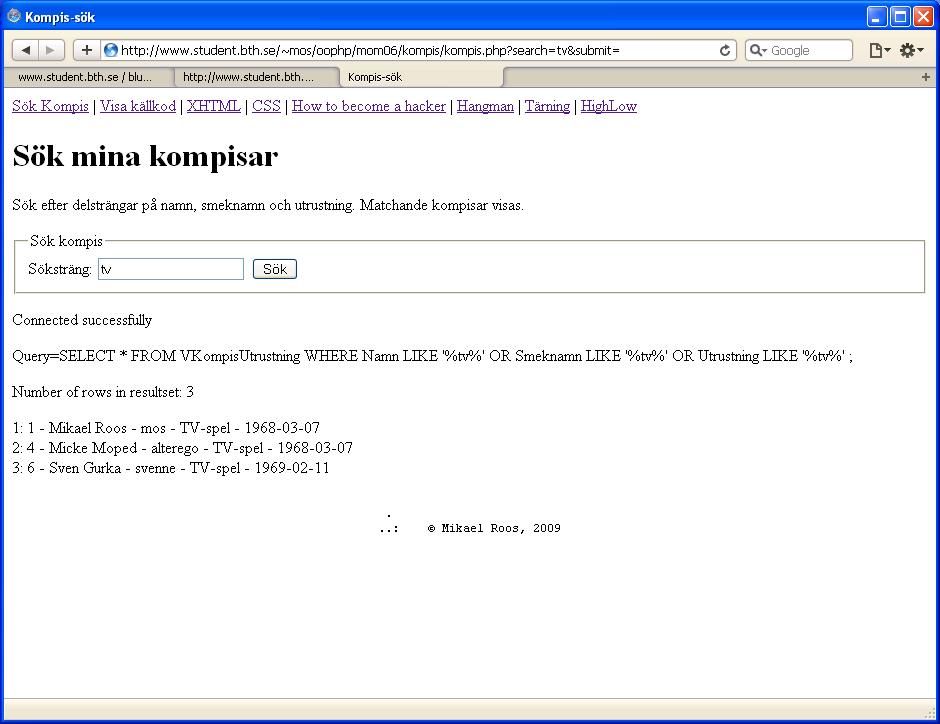 Kompis-sök
http://www.student.bth.se/~mos/oophp/mom06/kompis/kompis.php?search=tv&submit=
Google
www.student.bth.se / blu...
http://www.student.bth....
Kompis-sök
Sök Kompis | Visa källkod | XHTML | CSS | How to become a hacker | Hangman | Tärning | HighLow
Sök mina kompisar
Sök efter delsträngar på namn, smeknamn och utrustning. Matchande kompisar visas.
Sök kompis
Söksträng: tv Sök
Connected successfully
Query=SELECT * FROM VKompisUtrustning WHERE Namn LIKE '%tv%' OR Smeknamn LIKE '%tv%' OR Utrustning LIKE '%tv%' ;
Number of rows in resultset: 3
1: 1 - Mikael Roos - mos - TV-spel - 1968-03-07
2: 4 - Micke Moped - alterego - TV-spel - 1968-03-07
3: 6 - Sven Gurka - svenne - TV-spel - 1969-02-11
.
..: © Mikael Roos, 2009